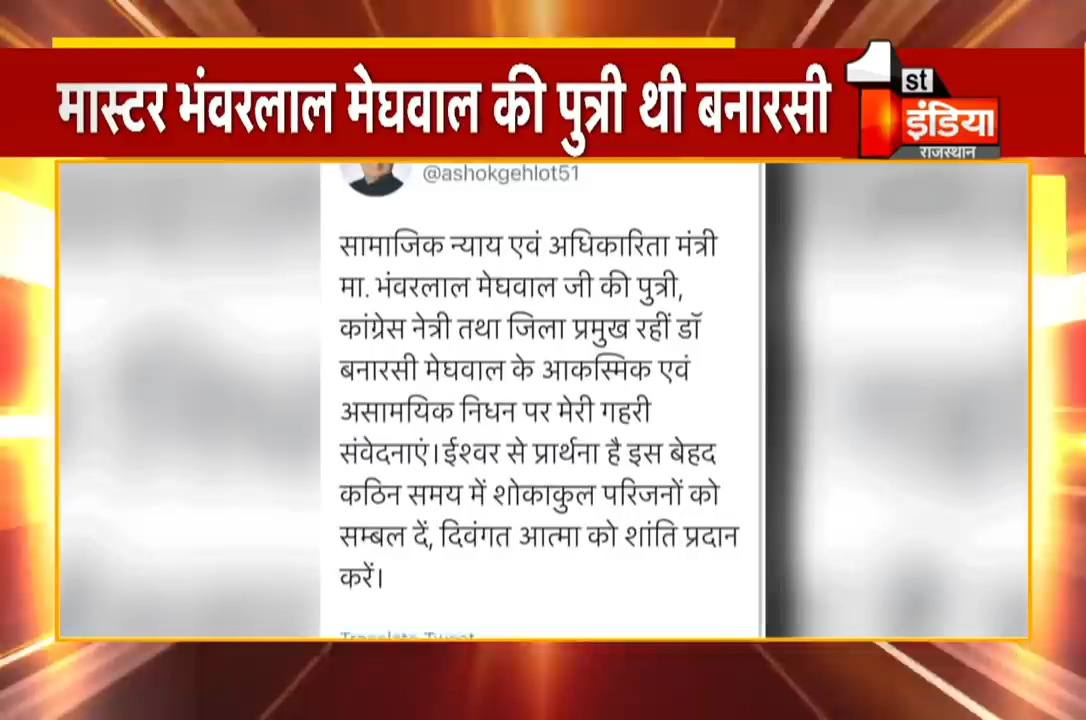 मास्टर भंवरलाल मेघवाल की पुत्री थी बनारसी
1st
इंडिया
राजस्थान
@ashokgehlot51
सामाजिक न्याय एवं अधिकारिता मंत्री
मा. भंवरलाल मेघवाल जी की पुत्री,
कांग्रेस नेत्री तथा जिला प्रमुख रहीं डॉ
बनारसी मेघवाल के आकस्मिक एवं
असामयिक निधन पर मेरी गहरी
संवेदनाएं।ईश्वर से प्रार्थना है इस बेहद
कठिन समय में शोकाकुल परिजनों को
सम्बल दें, दिवंगत आत्मा को शांति प्रदान
करें।
Translate Tweet